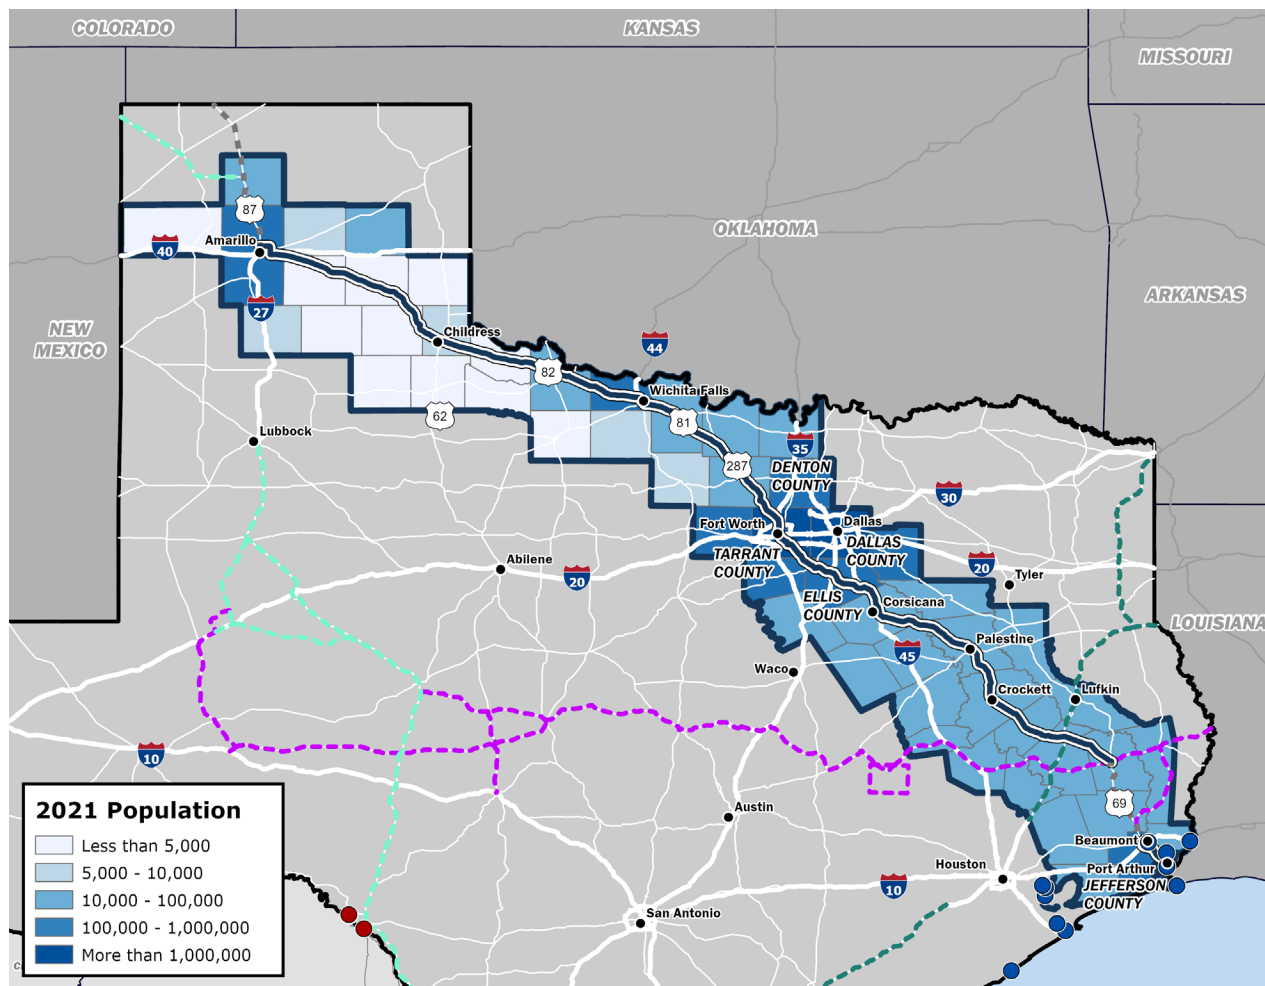 COLORADO
KANSAS
MISSOURI
87
OKLAHOMA
Amarillo
40
ARKANSAS
27
NEW
MEXICO
Childress
44
82
Wichita Falls
62
81
Lubbock
35
287
DENTON
COUNTY
30
Fort Worth
Dallas
DALLAS
COUNTY
TARRANT
COUNTY
Abilene
20
20
Tyler
ELLIS
COUNTY
Corsicana
LOUISIANA
Palestine
45
Waco
Crockett
Lufkin
10
69
2021 Population
Less than 5,000
5,000 - 10,000
10,000 - 100,000
100,000 - 1,000,000
More than 1,000,000
Austin
Beaumont
Houston
Port Arthur
10
JEFFERSON
COUNTY
San Antonio